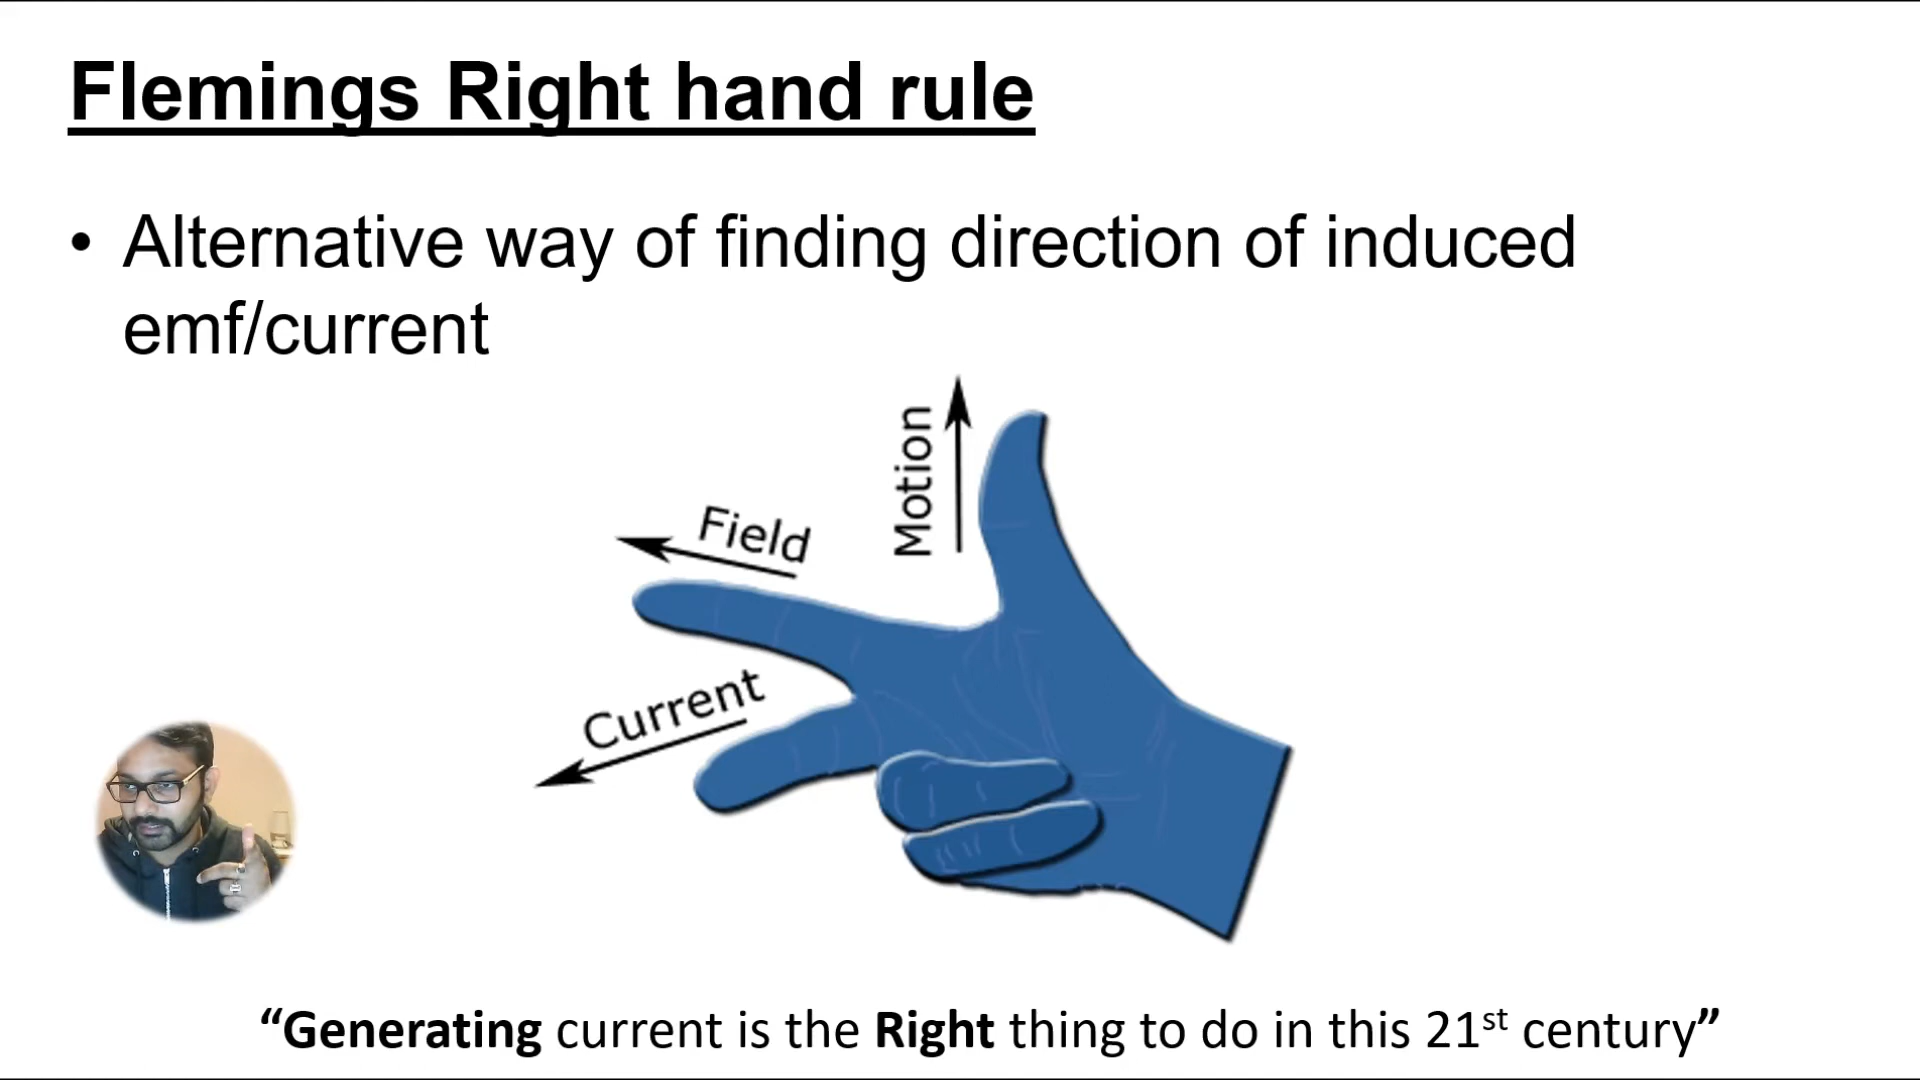 Flemings Right hand rule
• Alternative way of finding direction of induced
emf/current
Motion
Field
Current
“Generating current is the Right thing to do in this 21st century”